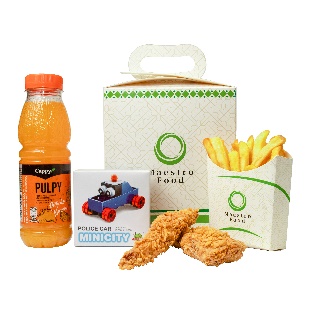 Cappy
PULPY
Maestro
Food
Maestro
Food
POLICE CAR
MINICITY